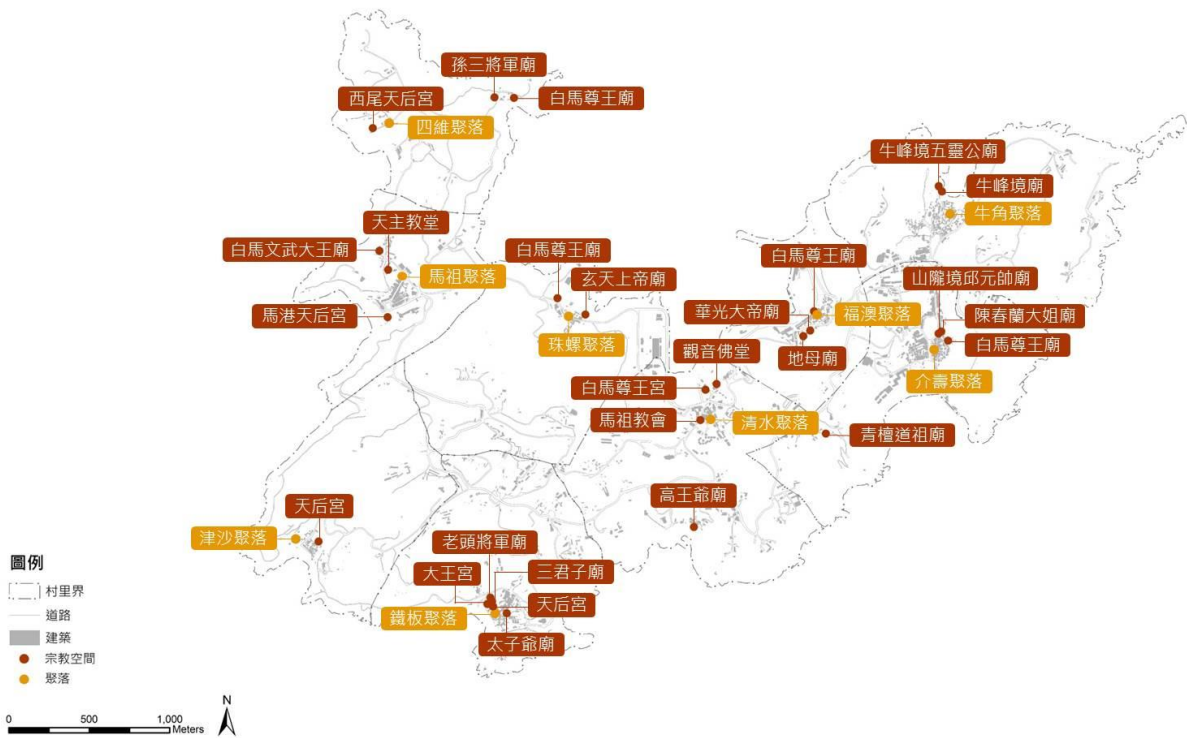 孫三將軍廟
西尾天后宮
白馬尊王廟
四維聚落
牛峰境五靈公廟
牛峰境廟
牛角聚落
天主教堂
白馬文武大王廟
白馬尊王廟
白馬尊王廟
馬祖聚落
玄天上帝廟
山隴境邱元帥廟
馬港天后宮
華光大帝廟
福澳聚落
陳春蘭大姐廟
珠螺聚落
觀音佛堂
地母廟
白馬尊王廟
白馬尊王宮
介壽聚落
馬祖教會
清水聚落
青檀道祖廟
高王爺廟
天后宮
津沙聚落
老頭將軍廟
大王宮
三君子廟
天后宮
鐵板聚落
太子爺廟
圖例
村里界
道路
建築
宗教空間
聚落
N
0 500 1,000
Meters